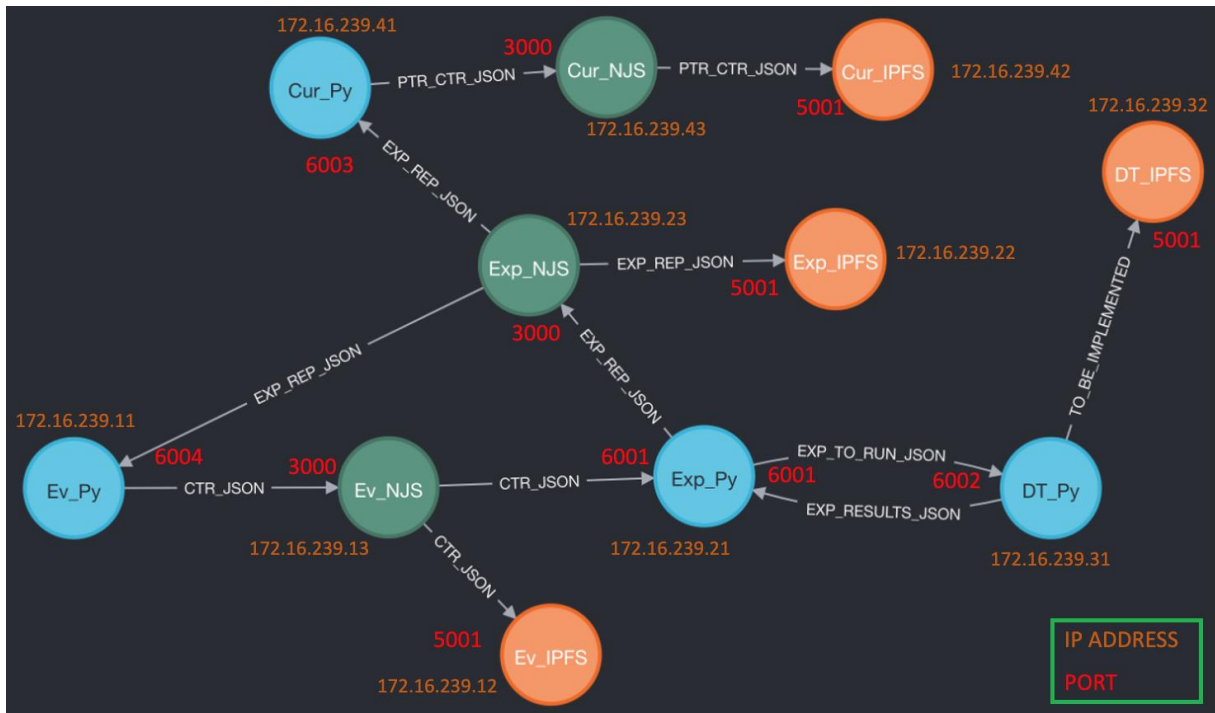 172.16.239.41
Cur_Py
6003
PTR_CTR_JSON
3000
Cur_NJS
172.16.239.43
PTR_CTR_JSON
Cur_IPFS
5001
172.16.239.42
172.16.239.32
DT_IPFS
5001
EXP_REP_JSON
172.16.239.23
Exp_NJS
3000
EXP_REP_JSON
5001
Exp_IPFS
172.16.239.22
EXP_REP_JSON
EXP_REP_JSON
TO_BE_IMPLEMENTED
172.16.239.11
Ev_Py
6004
CTR_JSON
3000
Ev_NJS
172.16.239.13
CTR_JSON
6001
Exp_Py
172.16.239.21
EXP_TO_RUN_JSON
6001
6002
EXP_RESULTS_JSON
DT_Py
172.16.239.31
CTR_JSON
5001
Ev_IPFS
172.16.239.12
IP ADDRESS
PORT